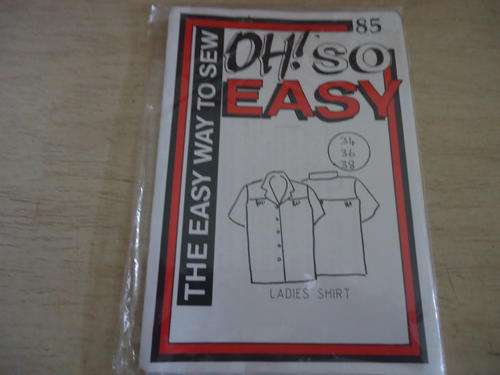 85
OH! SO
EASY
THE EASY WAY TO SEW
34
36
38
LADIES SHIRT